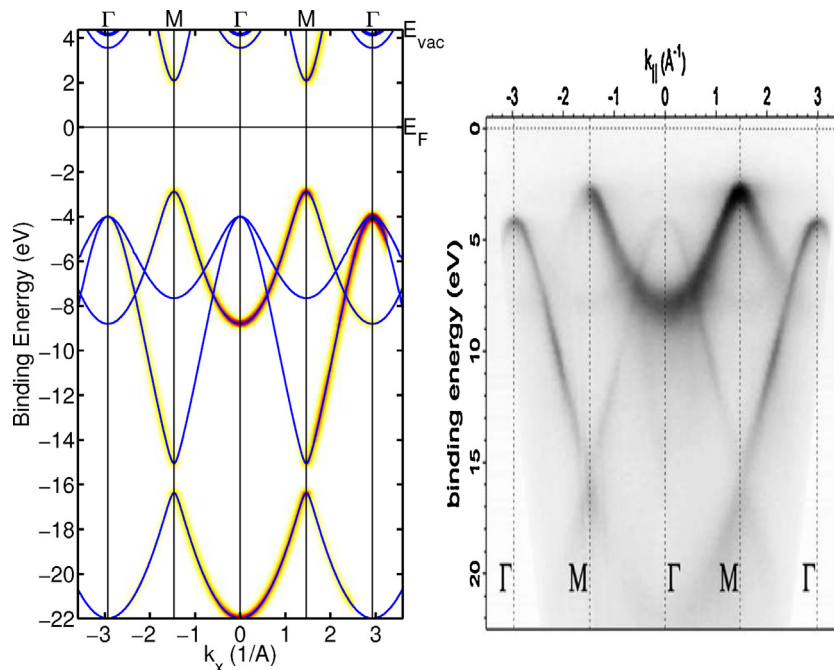 Γ M Γ M Γ
4
2
0
−2
−4
−6
−8
−10
−12
−14
−16
−18
−20
−22
E_vac
E_F
Binding Enerrgy (eV)
−3 −2 −1 0 1 2 3
k_x (1/A)
k_|| (Å⁻¹)
-3 -2 -1 0 1 2 3
0
5
10
15
20
binding energy (eV)
Γ M Γ M Γ